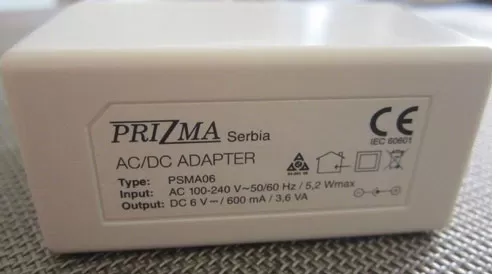 PRIZMA Serbia
CE
IEC 60601
AC/DC ADAPTER
Type: PSMA06
Input: AC 100-240 V~50/60 Hz / 5,2 Wmax
Output: DC 6 V⎓/ 600 mA / 3,6 VA